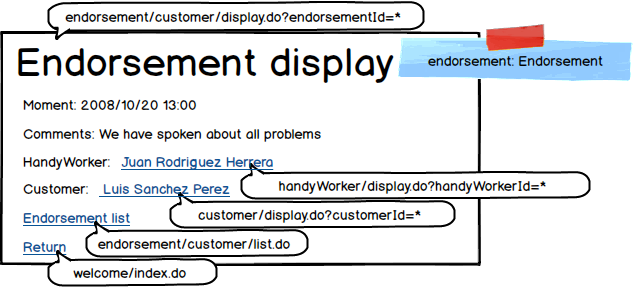 endorsement/customer/display.do?endorsementId=*
Endorsement display
endorsement: Endorsement
Moment: 2008/10/20 13:00
Comments: We have spoken about all problems
HandyWorker: Juan Rodriguez Herrera
handyWorker/display.do?handyWorkerId=*
Customer: Luis Sanchez Perez
customer/display.do?customerId=*
Endorsement list
endorsement/customer/list.do
Return
welcome/index.do